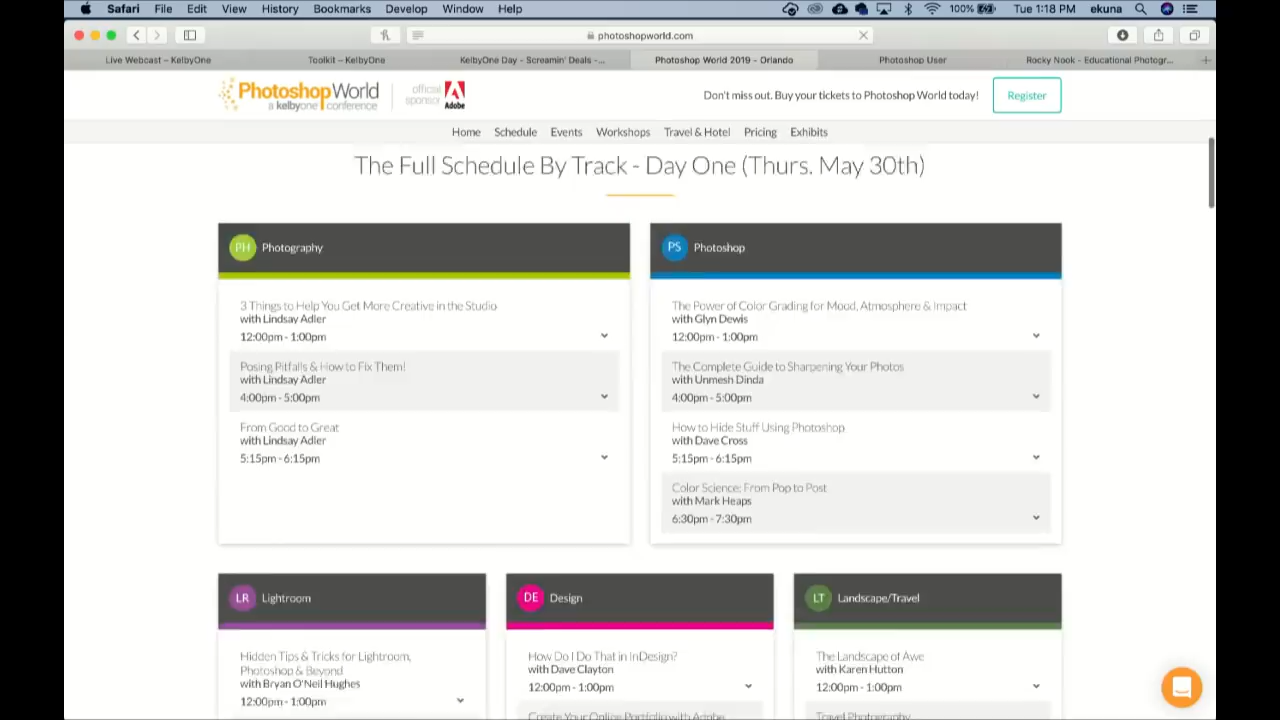 Safari File Edit View History Bookmarks Develop Window Help 100% Tue 1:18 PM ekuna
photoshopworld.com
Live Webcast – KelbyOne Toolkit – KelbyOne KelbyOne Day - Screamin' Deals -... Photoshop World 2019 - Orlando Photoshop User Rocky Nook - Educational Photogr...
PhotoshopWorld
a kelbyone conference
official
sponsor
Adobe
Don't miss out. Buy your tickets to Photoshop World today!
Register
Home Schedule Events Workshops Travel & Hotel Pricing Exhibits
The Full Schedule By Track - Day One (Thurs. May 30th)
PH Photography
3 Things to Help You Get More Creative in the Studio
with Lindsay Adler
12:00pm - 1:00pm
Posing Pitfalls & How to Fix Them!
with Lindsay Adler
4:00pm - 5:00pm
From Good to Great
with Lindsay Adler
5:15pm - 6:15pm
PS Photoshop
The Power of Color Grading for Mood, Atmosphere & Impact
with Glyn Dewis
12:00pm - 1:00pm
The Complete Guide to Sharpening Your Photos
with Unmesh Dinda
4:00pm - 5:00pm
How to Hide Stuff Using Photoshop
with Dave Cross
5:15pm - 6:15pm
Color Science: From Pop to Post
with Mark Heaps
6:30pm - 7:30pm
LR Lightroom
Hidden Tips & Tricks for Lightroom,
Photoshop & Beyond
with Bryan O'Neil Hughes
12:00pm - 1:00pm
DE Design
How Do I Do That in InDesign?
with Dave Clayton
12:00pm - 1:00pm
Create Your Online Portfolio with Adobe
LT Landscape/Travel
The Landscape of Awe
with Karen Hutton
12:00pm - 1:00pm
Travel Photography